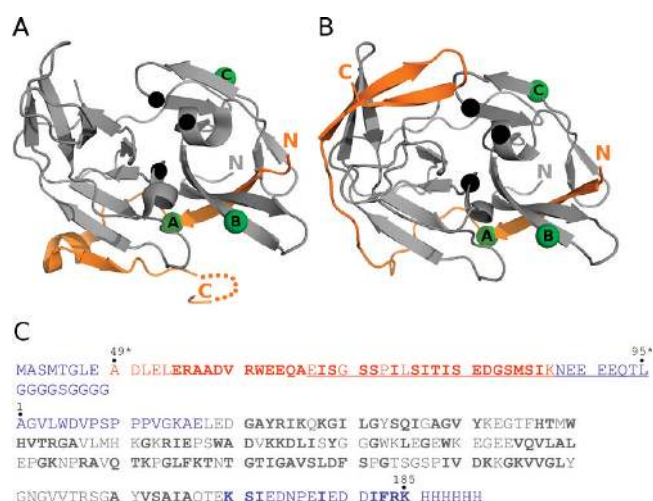 A
B
C
N
N
A
B
C
C
C
N
N
A
B
C
49* 95*
MASMTGLE A DLELERAADV RWEEQAEISG SSPILSITIS EDGSMSIKNEE EEQTL
GGGGSGGGG
1
AGVLWDVPSP PPVGKAELED GAYRIKQKGI LGYSQIGAGV YKEGTFHTMW
HVTRGAVLMH KGKRIEPSWA DVKKDLISYG GGWKLEGEWK EGEEVQVLAL
EPGKNPRAVQ TKPGLFKTNT GTIGAVSLDF SPGTSGSPIV DKKGKVVGLY
185
GNGVVTRSGA YVSAIAQTEK SIEDNPEIED DIFRK HHHHHH